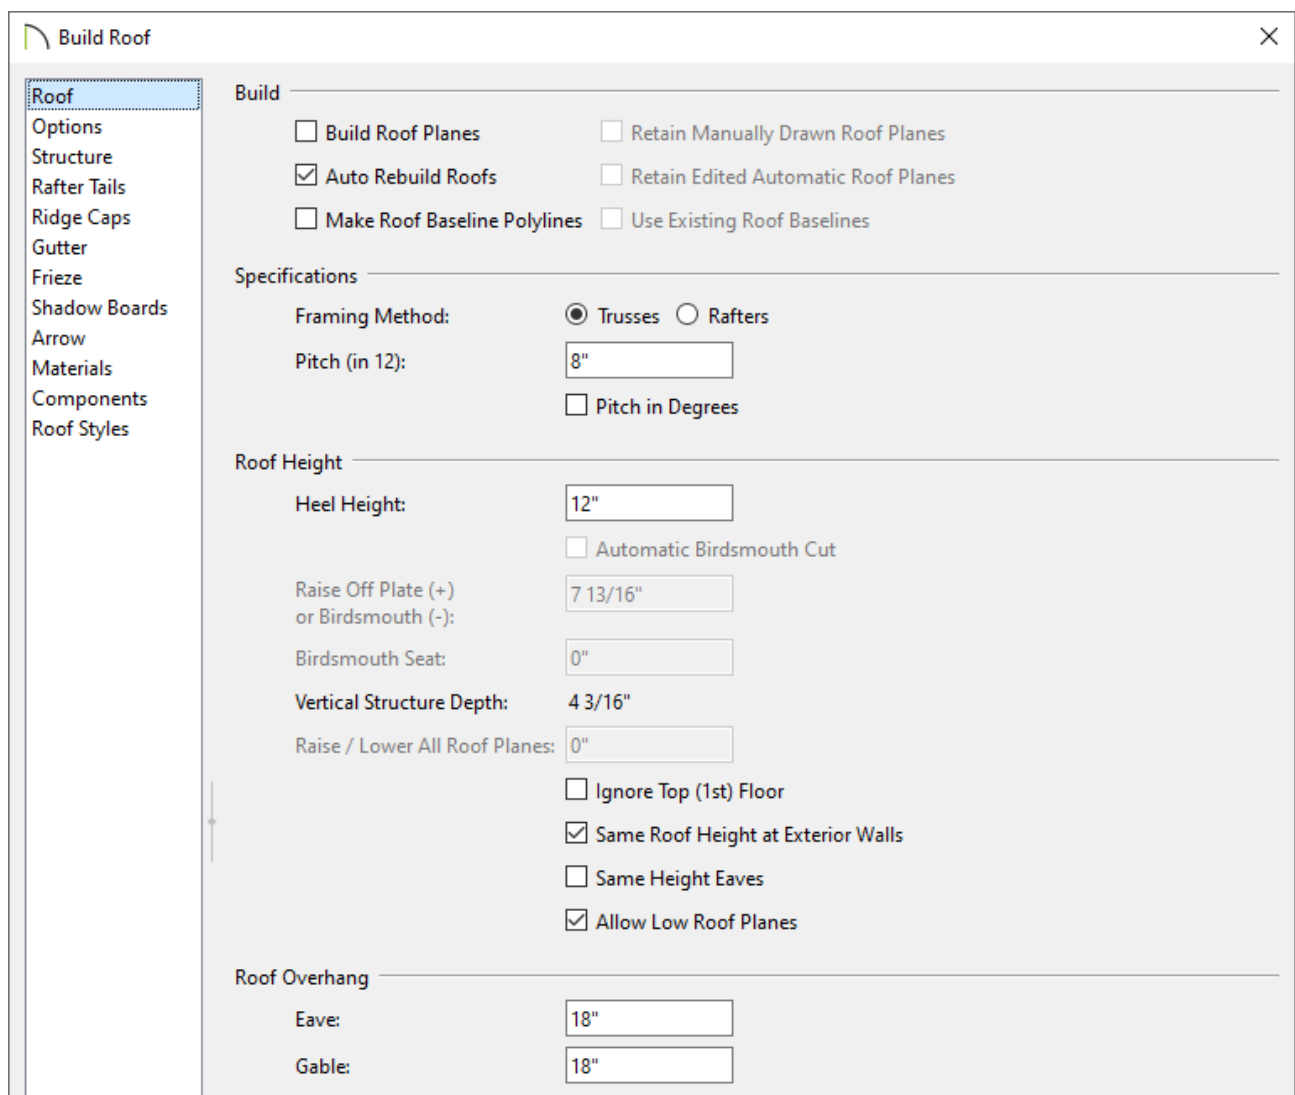 Build Roof
Roof
Options
Structure
Rafter Tails
Ridge Caps
Gutter
Frieze
Shadow Boards
Arrow
Materials
Components
Roof Styles
Build
Build Roof Planes
Retain Manually Drawn Roof Planes
Auto Rebuild Roofs
Retain Edited Automatic Roof Planes
Make Roof Baseline Polylines
Use Existing Roof Baselines
Specifications
Framing Method: Trusses Rafters
Pitch (in 12): 8"
Pitch in Degrees
Roof Height
Heel Height: 12"
Automatic Birdsmouth Cut
Raise Off Plate (+)
or Birdsmouth (-): 7 13/16"
Birdsmouth Seat: 0"
Vertical Structure Depth: 4 3/16"
Raise / Lower All Roof Planes: 0"
Ignore Top (1st) Floor
Same Roof Height at Exterior Walls
Same Height Eaves
Allow Low Roof Planes
Roof Overhang
Eave: 18"
Gable: 18"